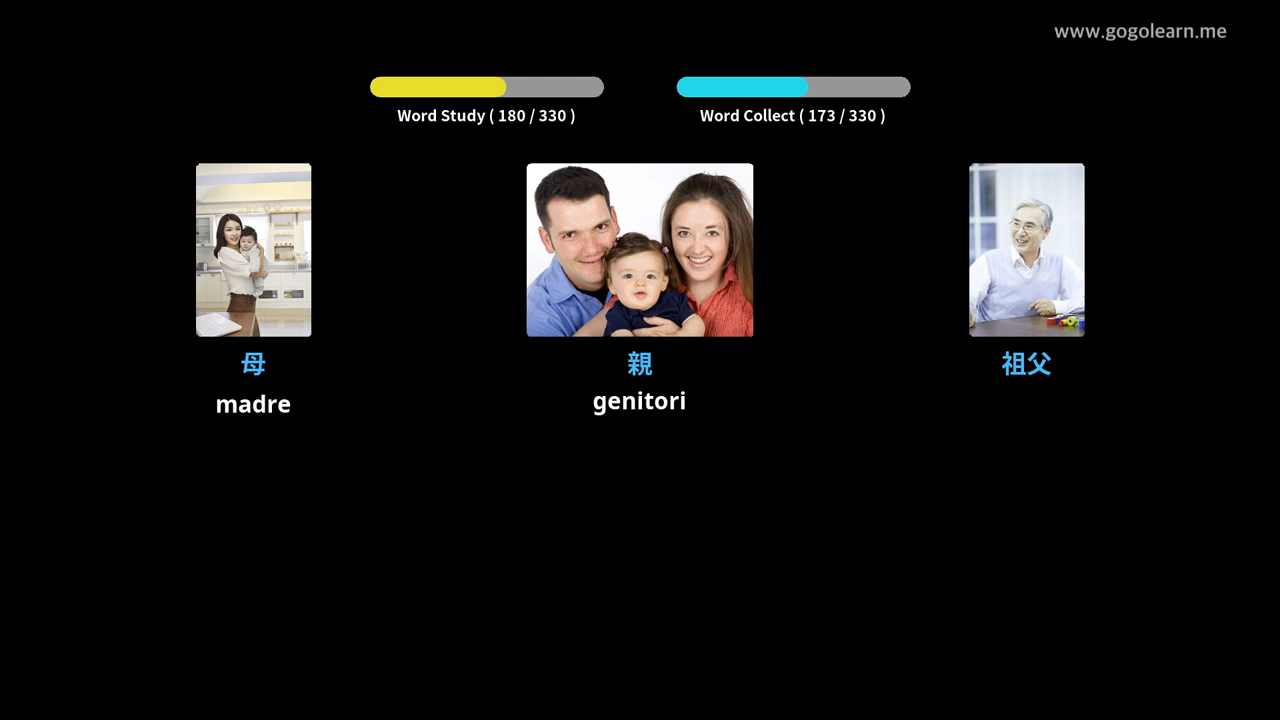 www.gogolearn.me
Word Study ( 180 / 330 )
Word Collect ( 173 / 330 )
母
madre
親
genitori
祖父